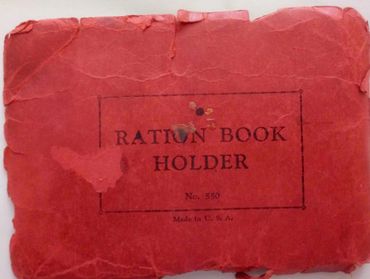 RATION BOOK
HOLDER
No. 550
Made in U. S. A.